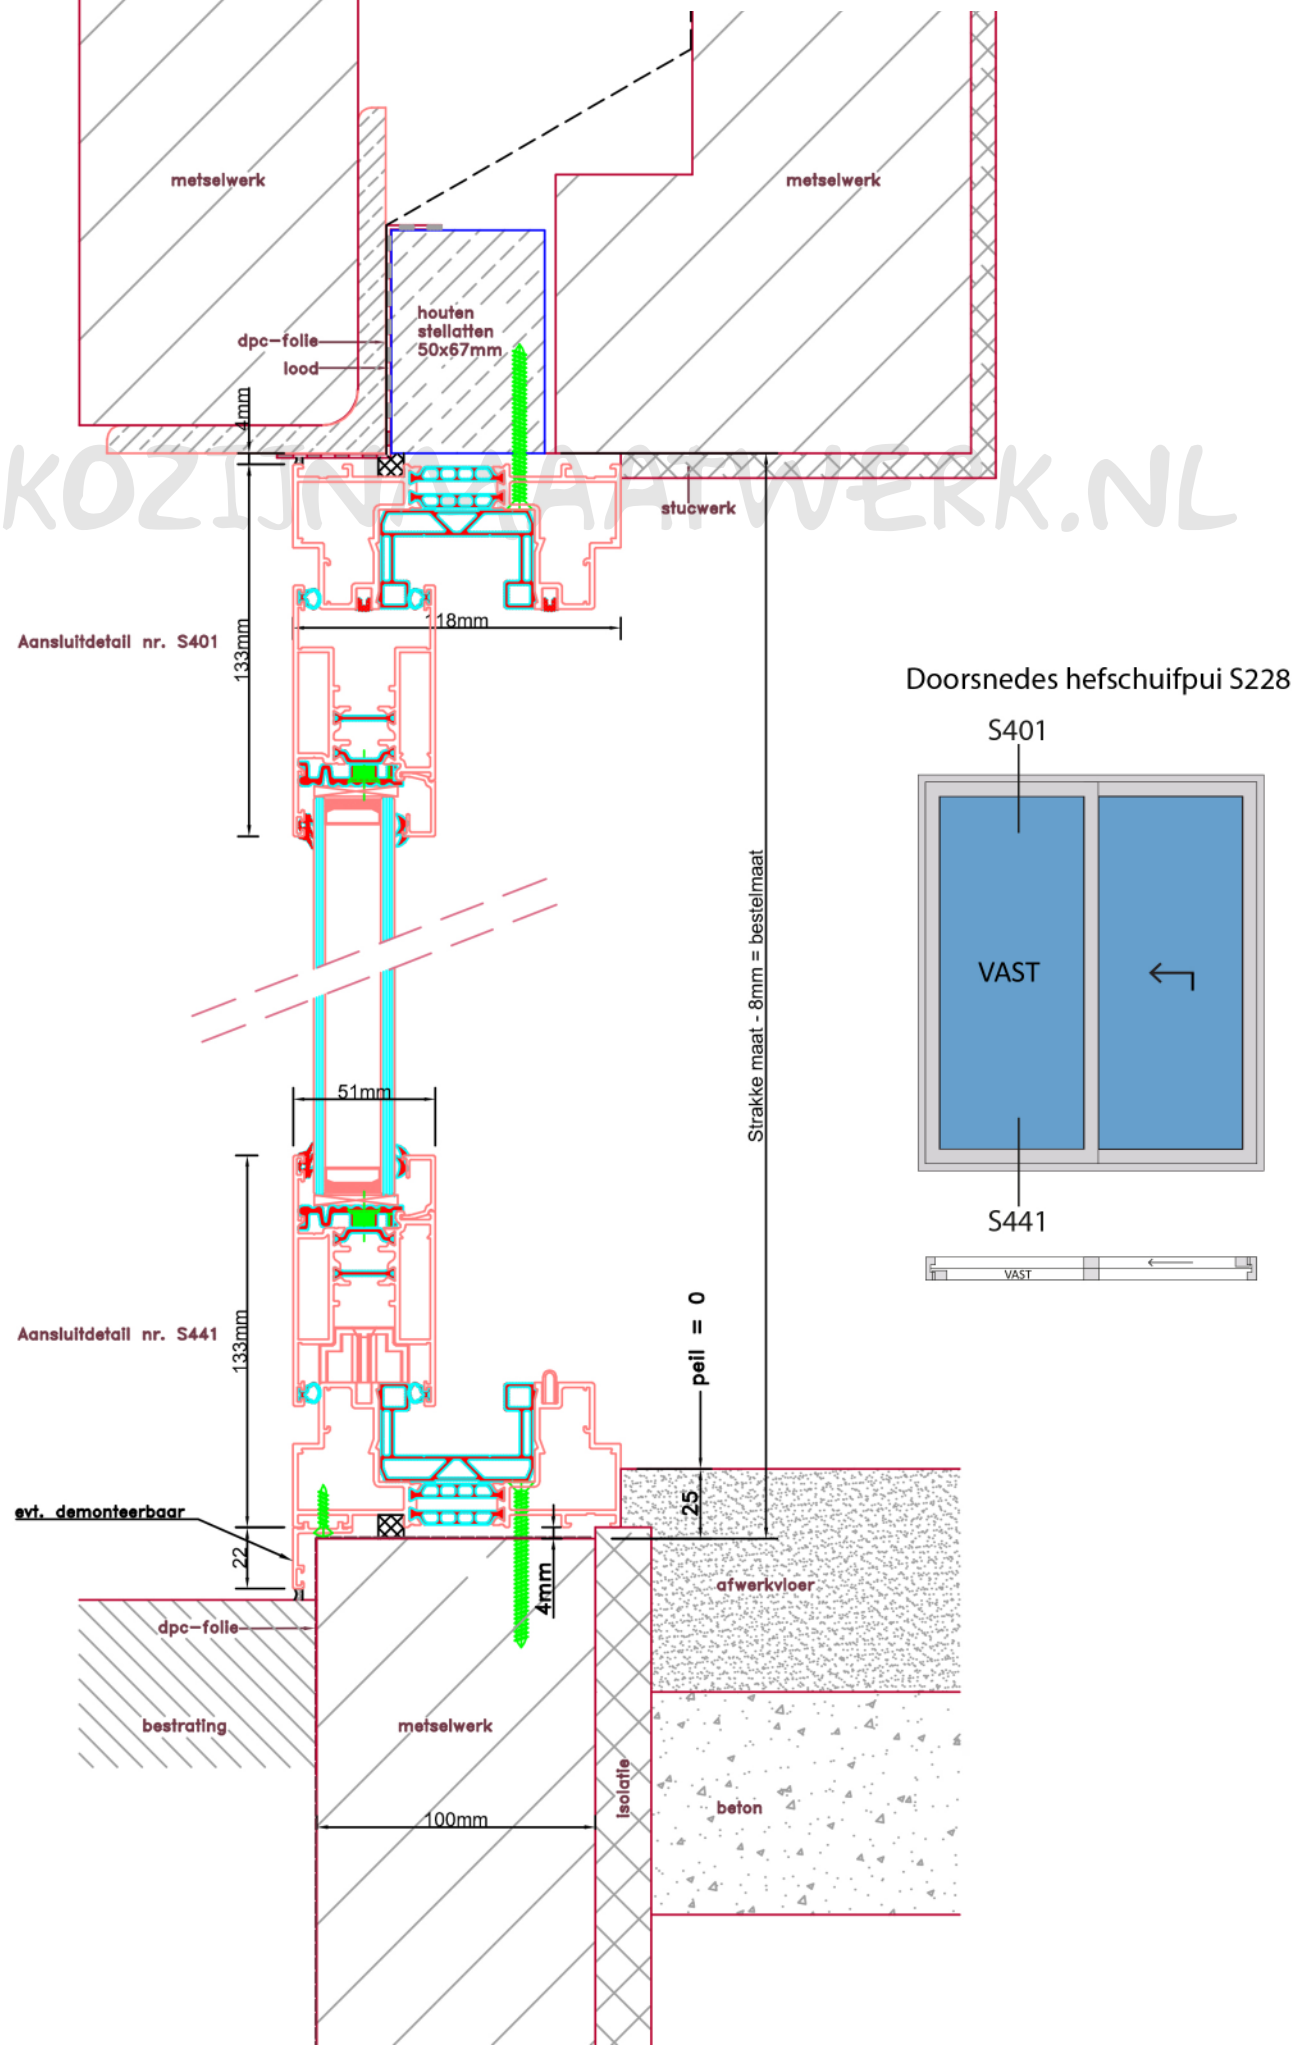 metselwerk
metselwerk
houten
stellatten
50x67mm
dpc-folie
lood
4mm
KOZIJNMAATWERK.NL
stucwerk
118mm
Aansluitdetail nr. S401
133mm
Doorsnedes hefschuifpui S228
S401
VAST
S441
VAST
Strakke maat - 8mm = bestelmaat
51mm
Aansluitdetail nr. S441
133mm
peil = 0
25
evt. demonteerbaar
22
4mm
afwerkvloer
dpc-folie
bestrating
metselwerk
isolatie
beton
100mm